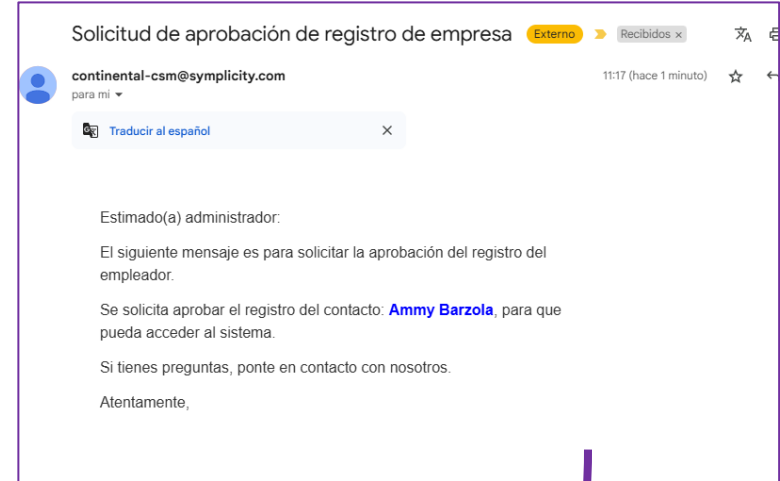 Solicitud de aprobación de registro de empresa Externo Recibidos x
continental-csm@symplicity.com 11:17 (hace 1 minuto)
para mi
Traducir al español
Estimado(a) administrador:
El siguiente mensaje es para solicitar la aprobación del registro del
empleador.
Se solicita aprobar el registro del contacto: Ammy Barzola, para que
pueda acceder al sistema.
Si tienes preguntas, ponte en contacto con nosotros.
Atentamente,